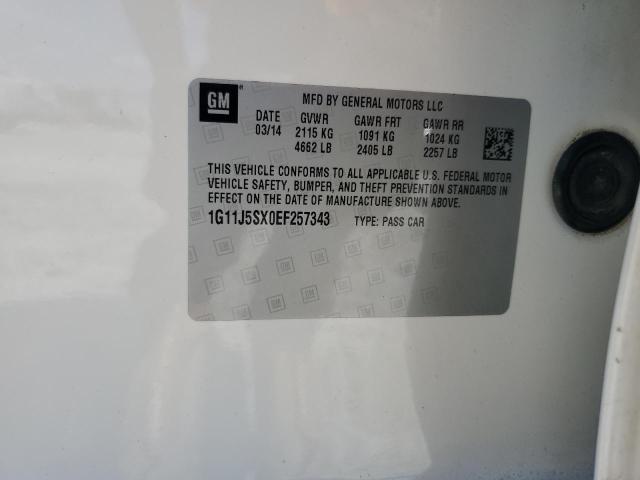 GM
MFD BY GENERAL MOTORS LLC
DATE GVWR GAWR FRT GAWR RR
03/14 2115 KG 1091 KG 1024 KG
4662 LB 2405 LB 2257 LB
THIS VEHICLE CONFORMS TO ALL APPLICABLE U.S. FEDERAL MOTOR
VEHICLE SAFETY, BUMPER, AND THEFT PREVENTION STANDARDS IN
EFFECT ON THE DATE OF MANUFACTURE SHOWN ABOVE.
1G11J5SX0EF257343 TYPE: PASS CAR